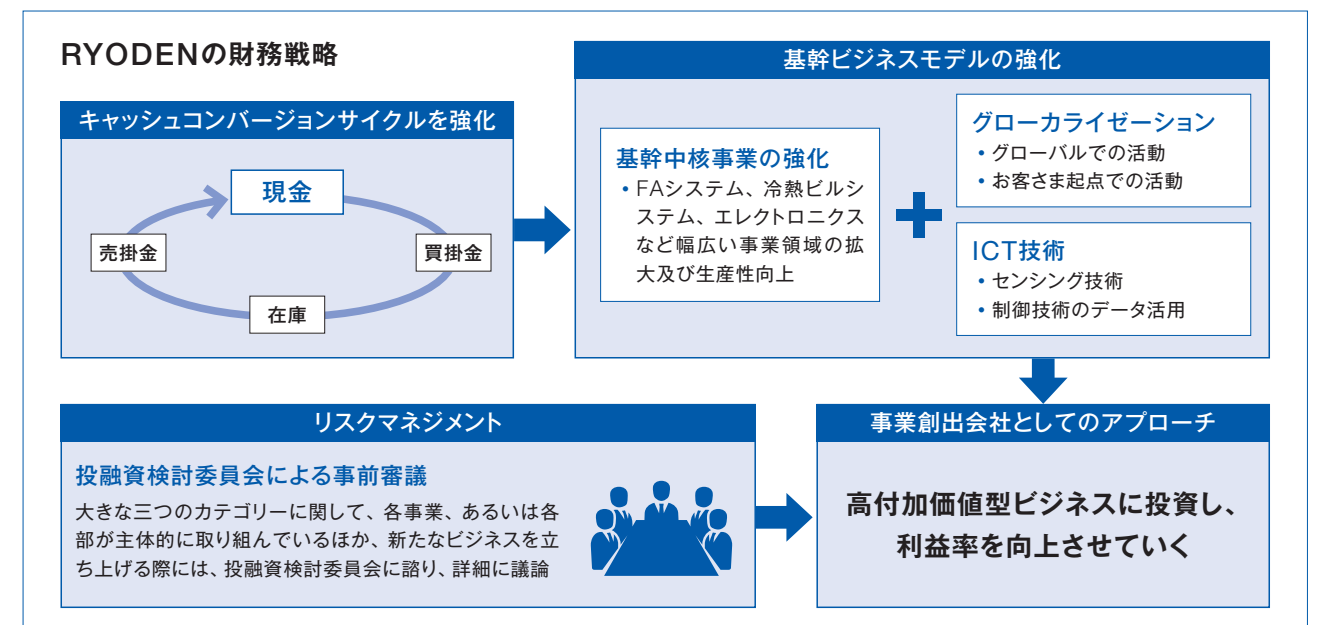 RYODENの財務戦略
キャッシュコンバージョンサイクルを強化
現金
売掛金
買掛金
在庫
基幹ビジネスモデルの強化
基幹中核事業の強化
• FAシステム、冷熱ビルシ
ステム、エレクトロニクス
など幅広い事業領域の拡
大及び生産性向上
グローカライゼーション
• グローバルでの活動
• お客さま起点での活動
ICT技術
• センシング技術
• 制御技術のデータ活用
リスクマネジメント
投融資検討委員会による事前審議
大きな三つのカテゴリーに関して、各事業、あるいは各
部が主体的に取り組んでいるほか、新たなビジネスを立
ち上げる際には、投融資検討委員会に諮り、詳細に議論
事業創出会社としてのアプローチ
高付加価値型ビジネスに投資し、
利益率を向上させていく